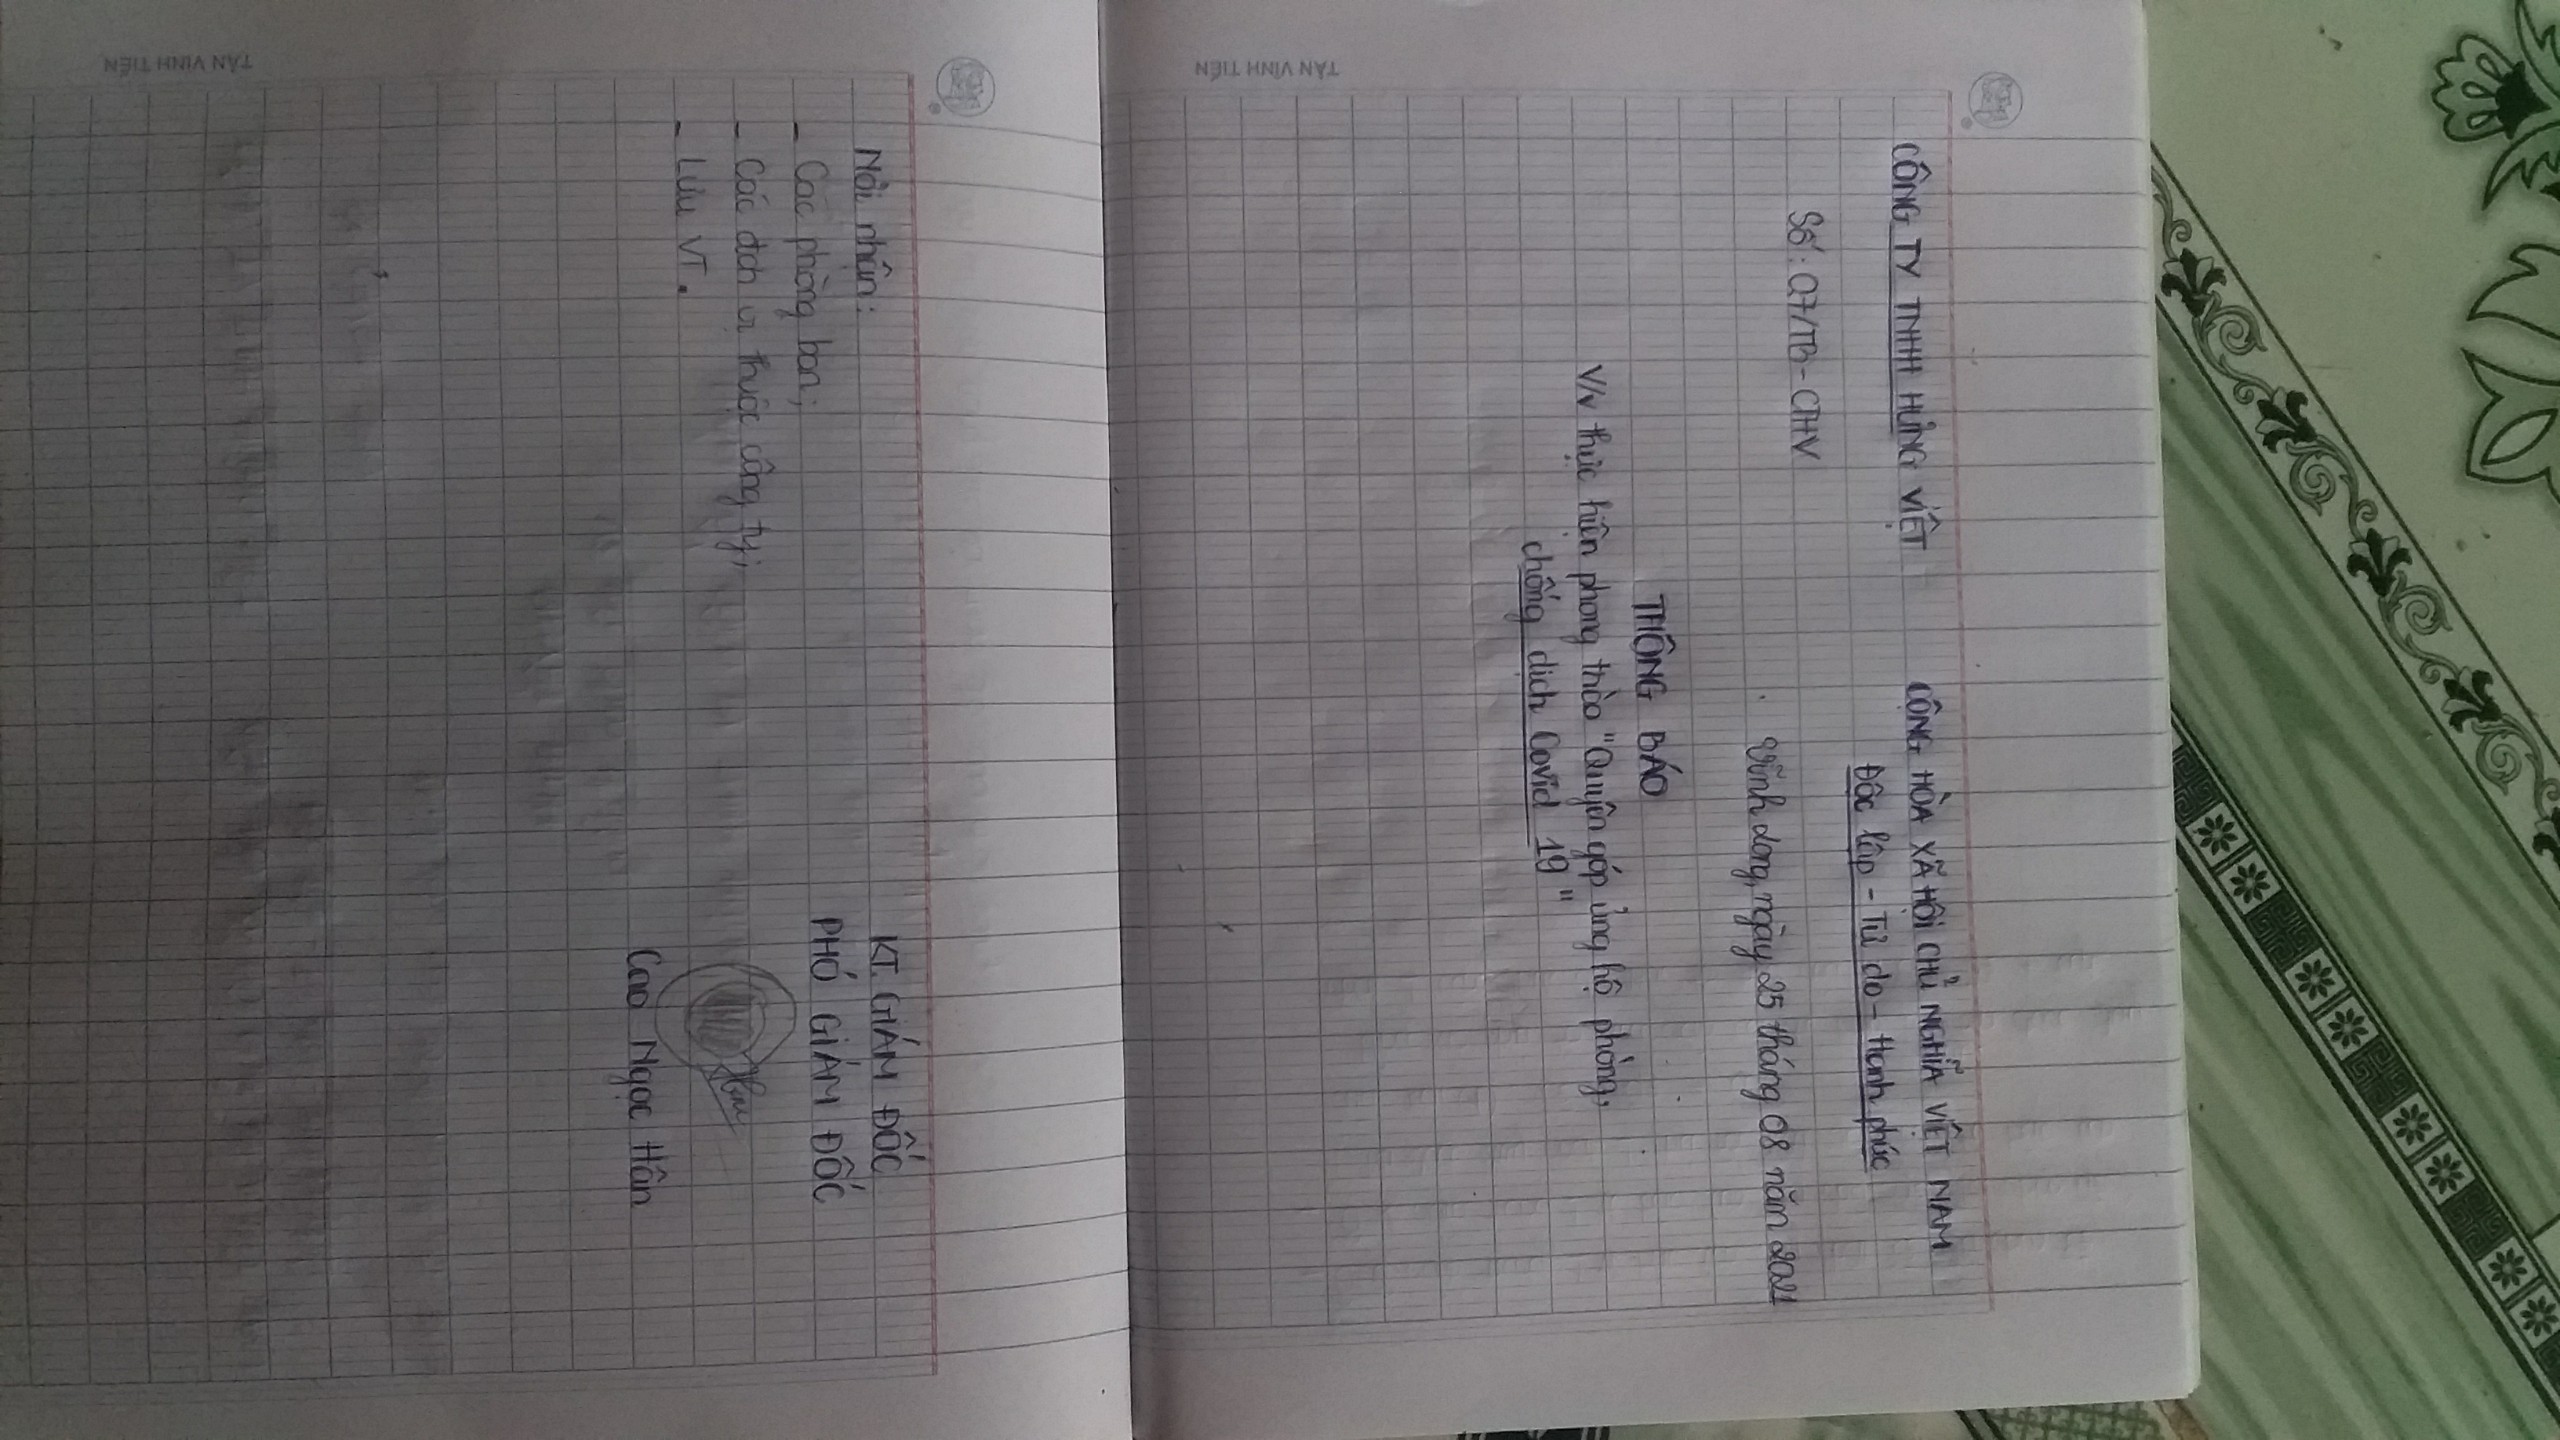 TÂN VINH TIẾN
CÔNG TY TNHH HƯNG VIỆT
CỘNG HÒA XÃ HỘI CHỦ NGHĨA VIỆT NAM
Độc lập - Tự do - Hạnh phúc
Số: 07/TB-CTHV
Vĩnh Long, ngày 25 tháng 08 năm 2021
THÔNG BÁO
V/v thực hiện phong trào "Quyên góp ủng hộ phòng,
chống dịch Covid 19"
TÂN VINH TIẾN
Nơi nhận:
- Các phòng ban;
- Các đơn vị thuộc công ty;
- Lưu VT.
KT. GIÁM ĐỐC
PHÓ GIÁM ĐỐC
Cao Ngọc Hân